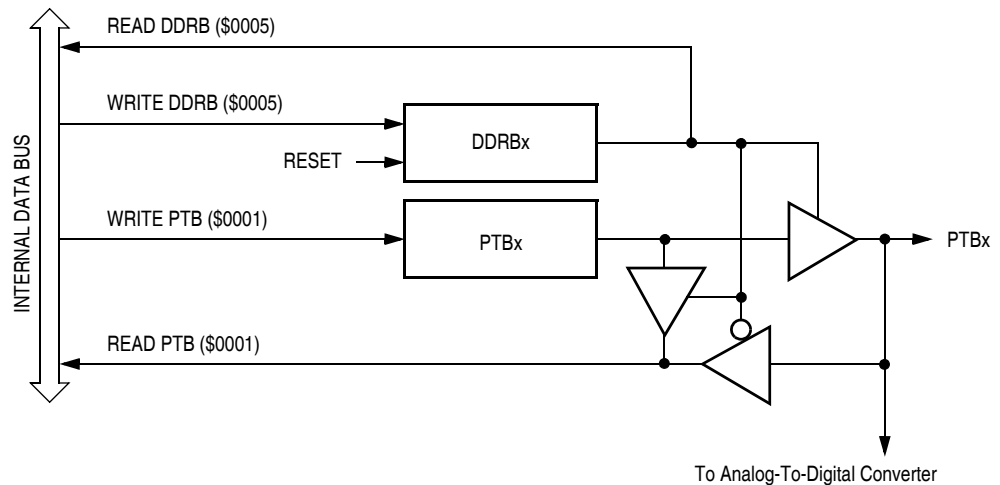 READ DDRB ($0005)
WRITE DDRB ($0005)
DDRBx
RESET
INTERNAL DATA BUS
WRITE PTB ($0001)
PTBx
PTBx
READ PTB ($0001)
To Analog-To-Digital Converter